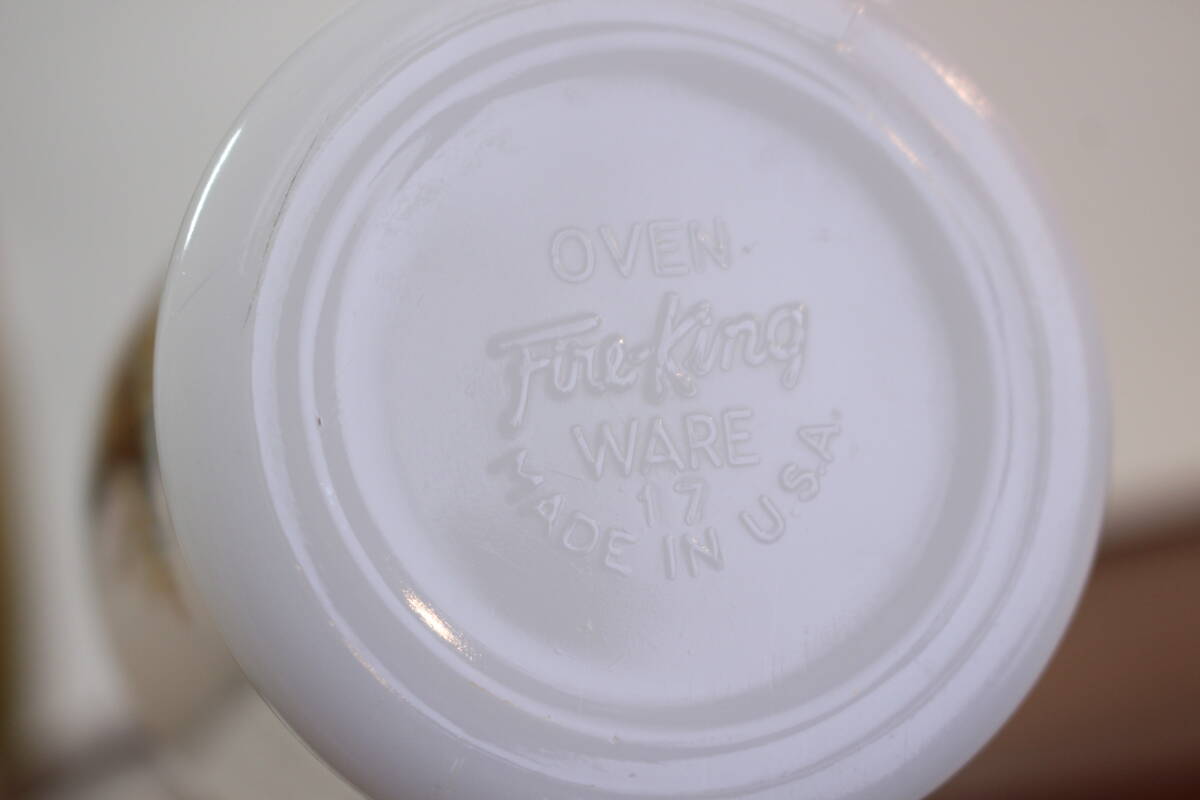 OVEN
Fire-King
WARE
17
MADE IN U.S.A.